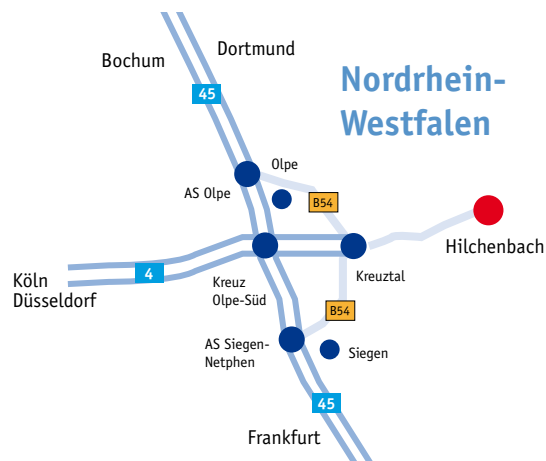 Dortmund
Bochum
Nordrhein-
Westfalen
45
Olpe
AS Olpe
B54
Hilchenbach
4
Köln
Düsseldorf
Kreuz
Olpe-Süd
Kreuztal
B54
AS Siegen-
Netphen
Siegen
45
Frankfurt